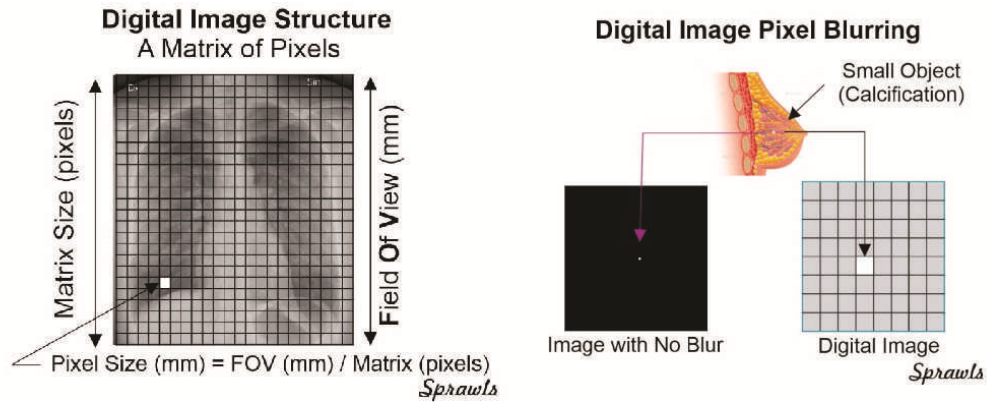 Digital Image Structure
A Matrix of Pixels
Matrix Size (pixels)
Field Of View (mm)
Pixel Size (mm) = FOV (mm) / Matrix (pixels)
Sprawls
Digital Image Pixel Blurring
Small Object
(Calcification)
Image with No Blur
Digital Image
Sprawls